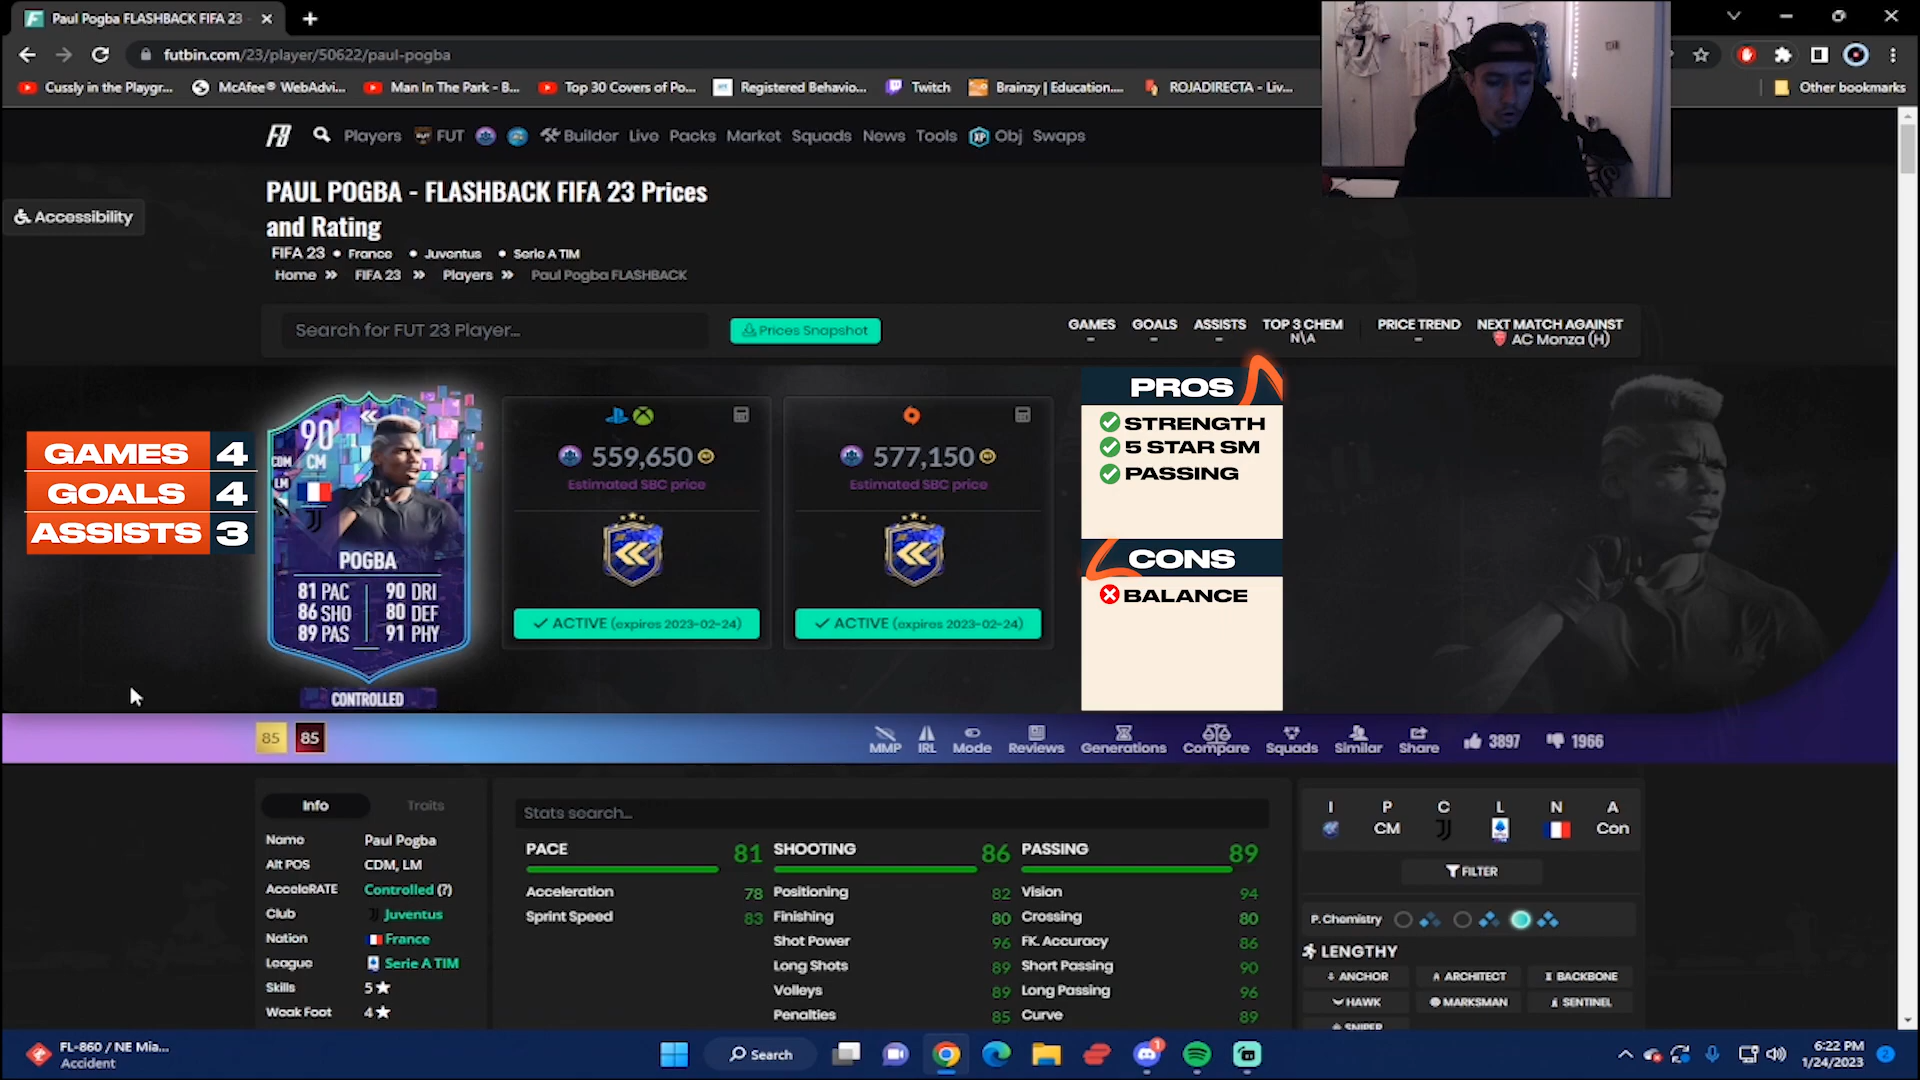 Paul Pogba FLASHBACK FIFA 23
futbin.com/23/player/50622/paul-pogba
Cussly in the Playgr...
McAfee® WebAdvi...
Man In The Park - B...
Top 30 Covers of Po...
Registered Behavio...
Twitch
Brainzy | Education....
ROJADIRECTA - Liv...
Other bookmarks
Players
FUT
Builder
Live
Packs
Market
Squads
News
Tools
XP
Obj
Swaps
Accessibility
PAUL POGBA - FLASHBACK FIFA 23 Prices
and Rating
FIFA 23 • France • Juventus • Serie A TIM
Home » FIFA 23 » Players » Paul Pogba FLASHBACK
Search for FUT 23 Player...
Prices Snapshot
GAMES
-
GOALS
-
ASSISTS
-
TOP 3 CHEM
N\A
PRICE TREND
-
NEXT MATCH AGAINST
AC Monza (H)
GAMES 4
GOALS 4
ASSISTS 3
90
CM
CDM
LM
POGBA
81 PAC 90 DRI
86 SHO 80 DEF
89 PAS 91 PHY
CONTROLLED
559,650
Estimated SBC price
ACTIVE (expires 2023-02-24)
577,150
Estimated SBC price
ACTIVE (expires 2023-02-24)
PROS
STRENGTH
5 STAR SM
PASSING
CONS
BALANCE
85
85
MMP
IRL
Mode
Reviews
Generations
Compare
Squads
Similar
Share
3897
1966
Info
Traits
Name Paul Pogba
Alt POS CDM, LM
AcceleRATE Controlled (?)
Club Juventus
Nation France
League Serie A TIM
Skills 5★
Weak Foot 4★
Stats search...
PACE 81
Acceleration 78
Sprint Speed 83
SHOOTING 86
Positioning 82
Finishing 80
Shot Power 96
Long Shots 89
Volleys 89
Penalties 85
PASSING 89
Vision 94
Crossing 80
FK. Accuracy 86
Short Passing 90
Long Passing 96
Curve 89
I P C L N A
CM Con
FILTER
P. Chemistry
LENGTHY
ANCHOR
ARCHITECT
BACKBONE
HAWK
MARKSMAN
SENTINEL
SNIPER
FL-860 / NE Mia...
Accident
Search
1
6:22 PM
1/24/2023
2